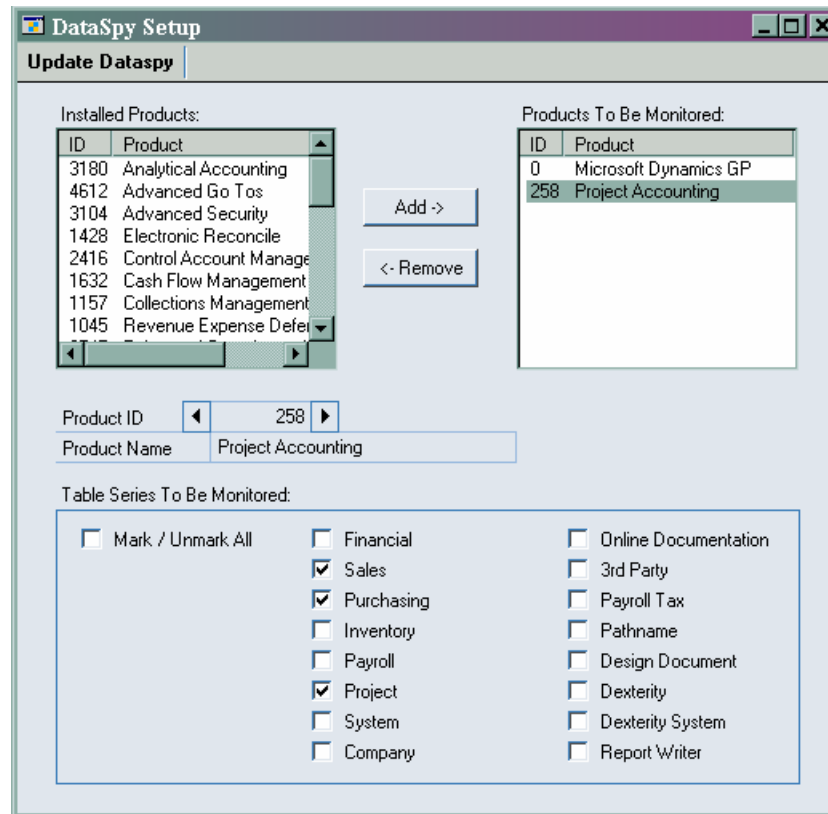 DataSpy Setup
Update Dataspy
Installed Products:
ID Product
3180 Analytical Accounting
4612 Advanced Go Tos
3104 Advanced Security
1428 Electronic Reconcile
2416 Control Account Manage
1632 Cash Flow Management
1157 Collections Management
1045 Revenue Expense Defer
Add ->
<- Remove
Products To Be Monitored:
ID Product
0 Microsoft Dynamics GP
258 Project Accounting
Product ID 258
Product Name Project Accounting
Table Series To Be Monitored:
Mark / Unmark All
Financial
Sales
Purchasing
Inventory
Payroll
Project
System
Company
Online Documentation
3rd Party
Payroll Tax
Pathname
Design Document
Dexterity
Dexterity System
Report Writer